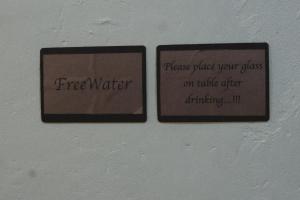 FreeWater
Please place your glass
on table after
drinking...!!!